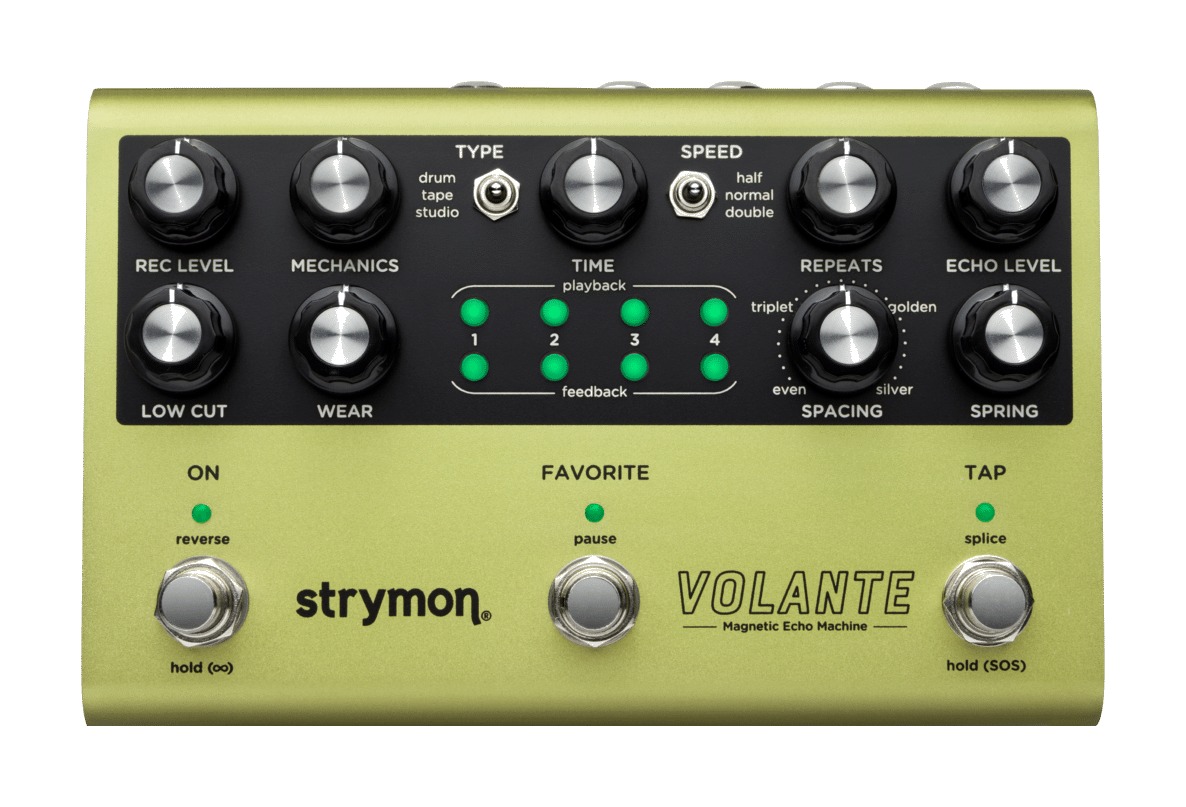 TYPE
drum
tape
studio
SPEED
half
normal
double
REC LEVEL
MECHANICS
TIME
REPEATS
ECHO LEVEL
playback
1 2 3 4
feedback
triplet
golden
even
silver
LOW CUT
WEAR
SPACING
SPRING
ON
FAVORITE
TAP
reverse
pause
splice
strymon®
VOLANTE
Magnetic Echo Machine
hold (∞)
hold (SOS)